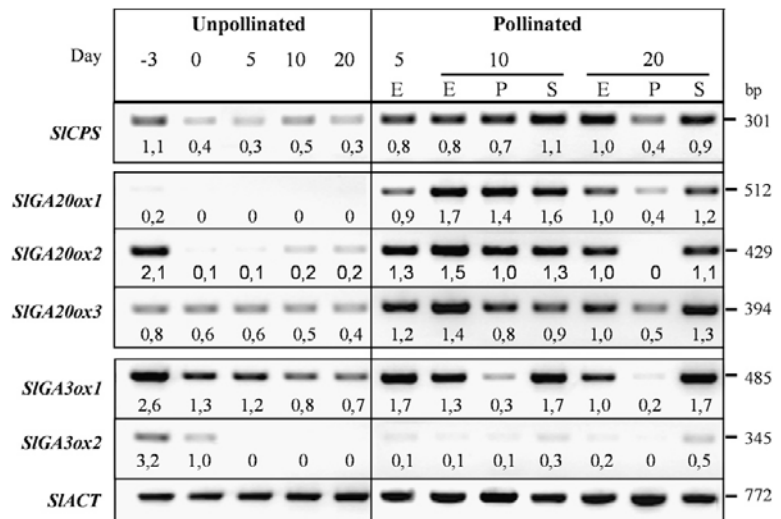 Unpollinated Pollinated
Day -3 0 5 10 20 5 10 20
E E P S E P S bp
SlCPS 301
1,1 0,4 0,3 0,5 0,3 0,8 0,8 0,7 1,1 1,0 0,4 0,9
SlGA20ox1 512
0,2 0 0 0 0 0,9 1,7 1,4 1,6 1,0 0,4 1,2
SlGA20ox2 429
2,1 0,1 0,1 0,2 0,2 1,3 1,5 1,0 1,3 1,0 0 1,1
SlGA20ox3 394
0,8 0,6 0,6 0,5 0,4 1,2 1,4 0,8 0,9 1,0 0,5 1,3
SlGA3ox1 485
2,6 1,3 1,2 0,8 0,7 1,7 1,3 0,3 1,7 1,0 0,2 1,7
SlGA3ox2 345
3,2 1,0 0 0 0 0,1 0,1 0,1 0,3 0,2 0 0,5
SlACT 772